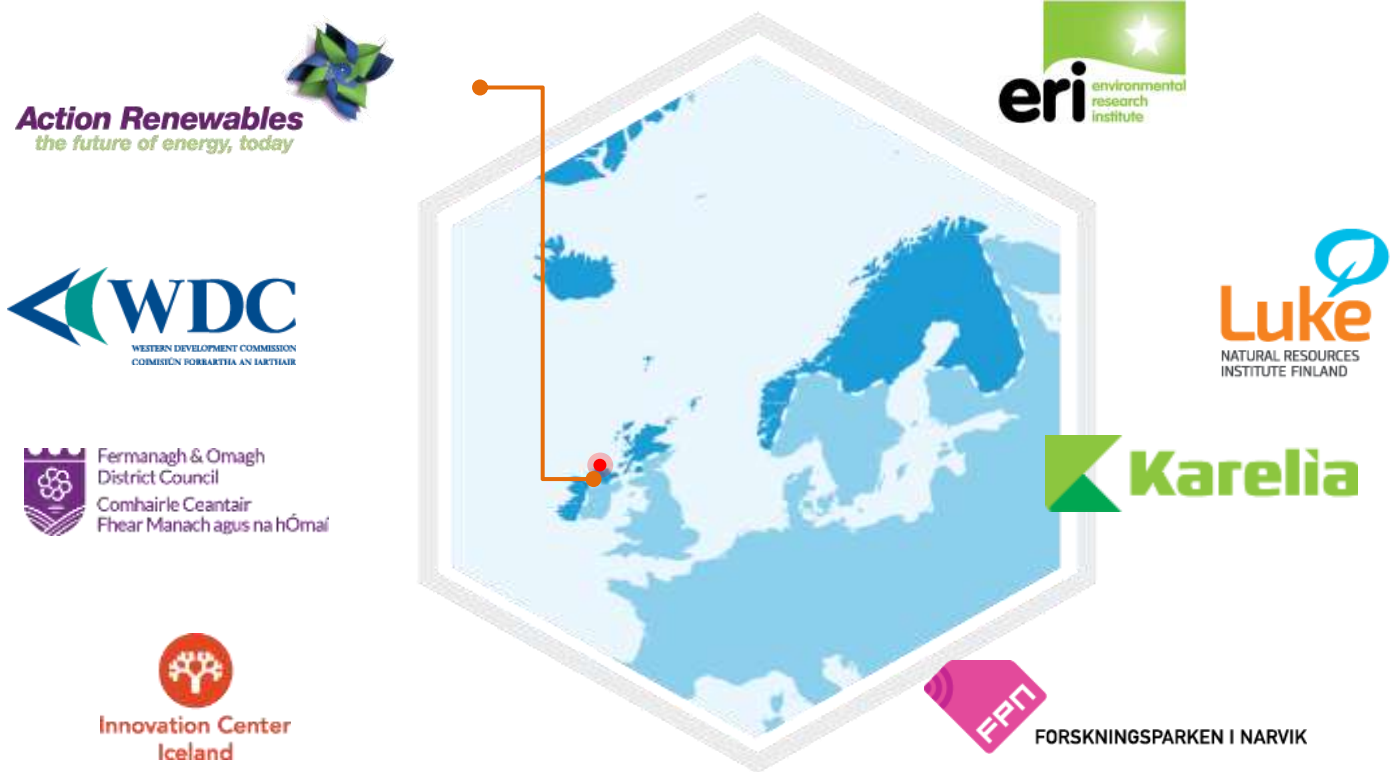 Action Renewables
the future of energy, today
eri environmental
research
institute
WDC
WESTERN DEVELOPMENT COMMISSION
COIMISIÚN FORBARTHA AN IARTHAIR
Luke
NATURAL RESOURCES
INSTITUTE FINLAND
Fermanagh & Omagh
District Council
Comhairle Ceantair
Fhear Manach agus na hÓmaí
Karelia
Innovation Center
Iceland
FPN
FORSKNINGSPARKEN I NARVIK